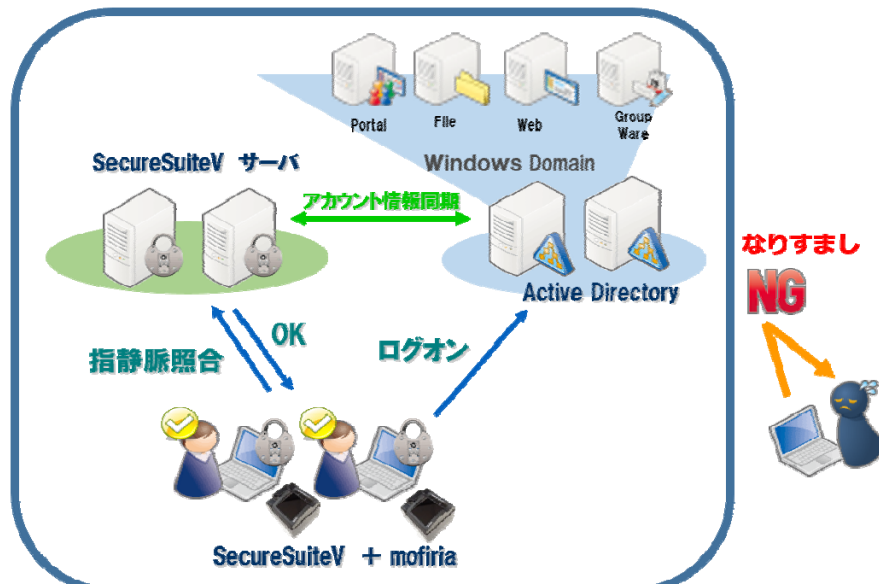 Portal
File
Web
Group
Ware
SecureSuiteV サーバ
Windows Domain
アカウント情報同期
Active Directory
なりすまし
NG
指静脈照合
OK
ログオン
SecureSuiteV + mofiria